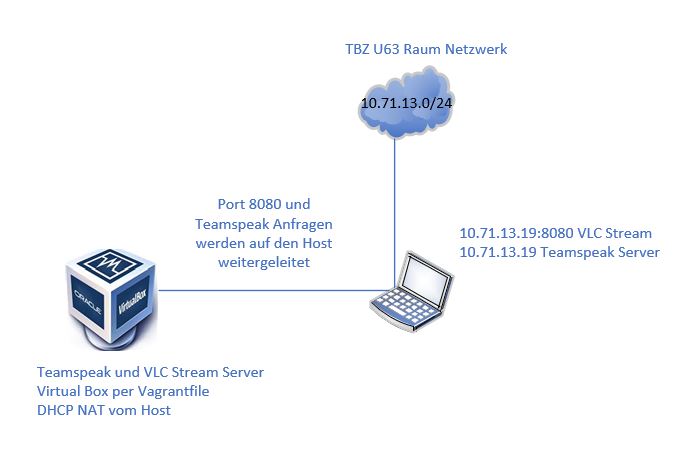 TBZ U63 Raum Netzwerk
10.71.13.0/24
Port 8080 und
Teamspeak Anfragen
werden auf den Host
weitergeleitet
10.71.13.19:8080 VLC Stream
10.71.13.19 Teamspeak Server
ORACLE
VirtualBox
Teamspeak und VLC Stream Server
Virtual Box per Vagrantfile
DHCP NAT vom Host